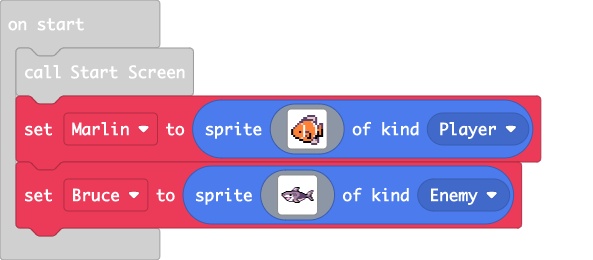 on start
call Start Screen
set Marlin to sprite of kind Player
set Bruce to sprite of kind Enemy